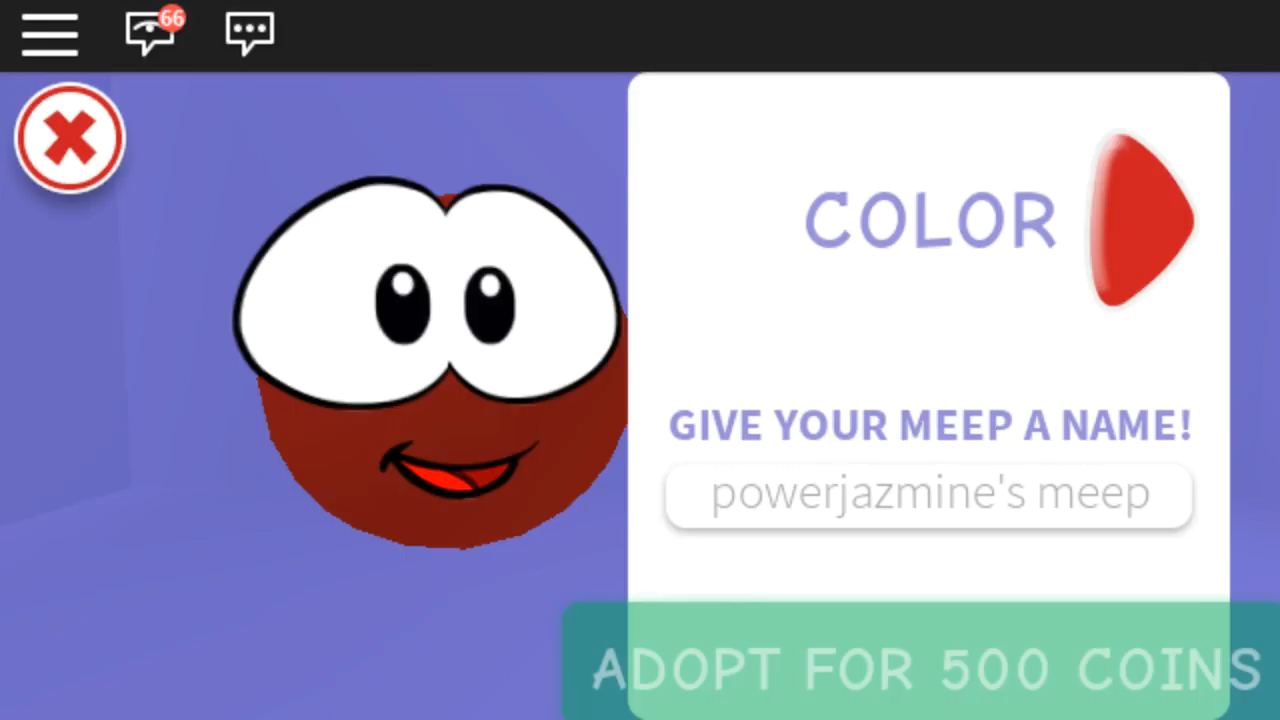 66
COLOR
GIVE YOUR MEEP A NAME!
powerjazmine's meep
ADOPT FOR 500 COINS